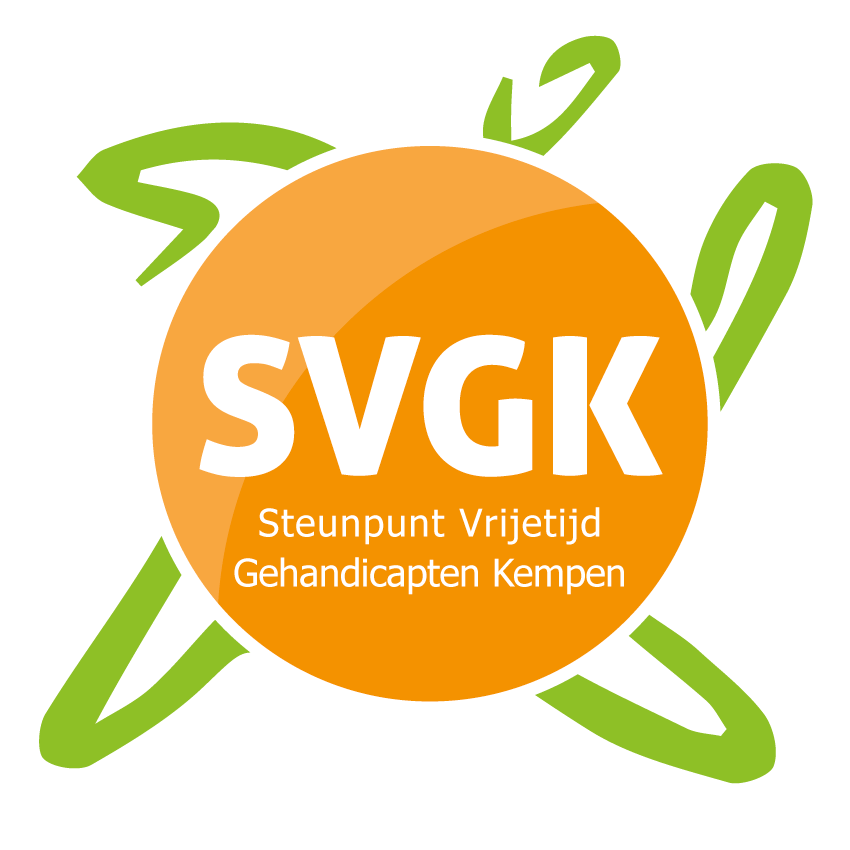 SVGK
Steunpunt Vrijetijd
Gehandicapten Kempen